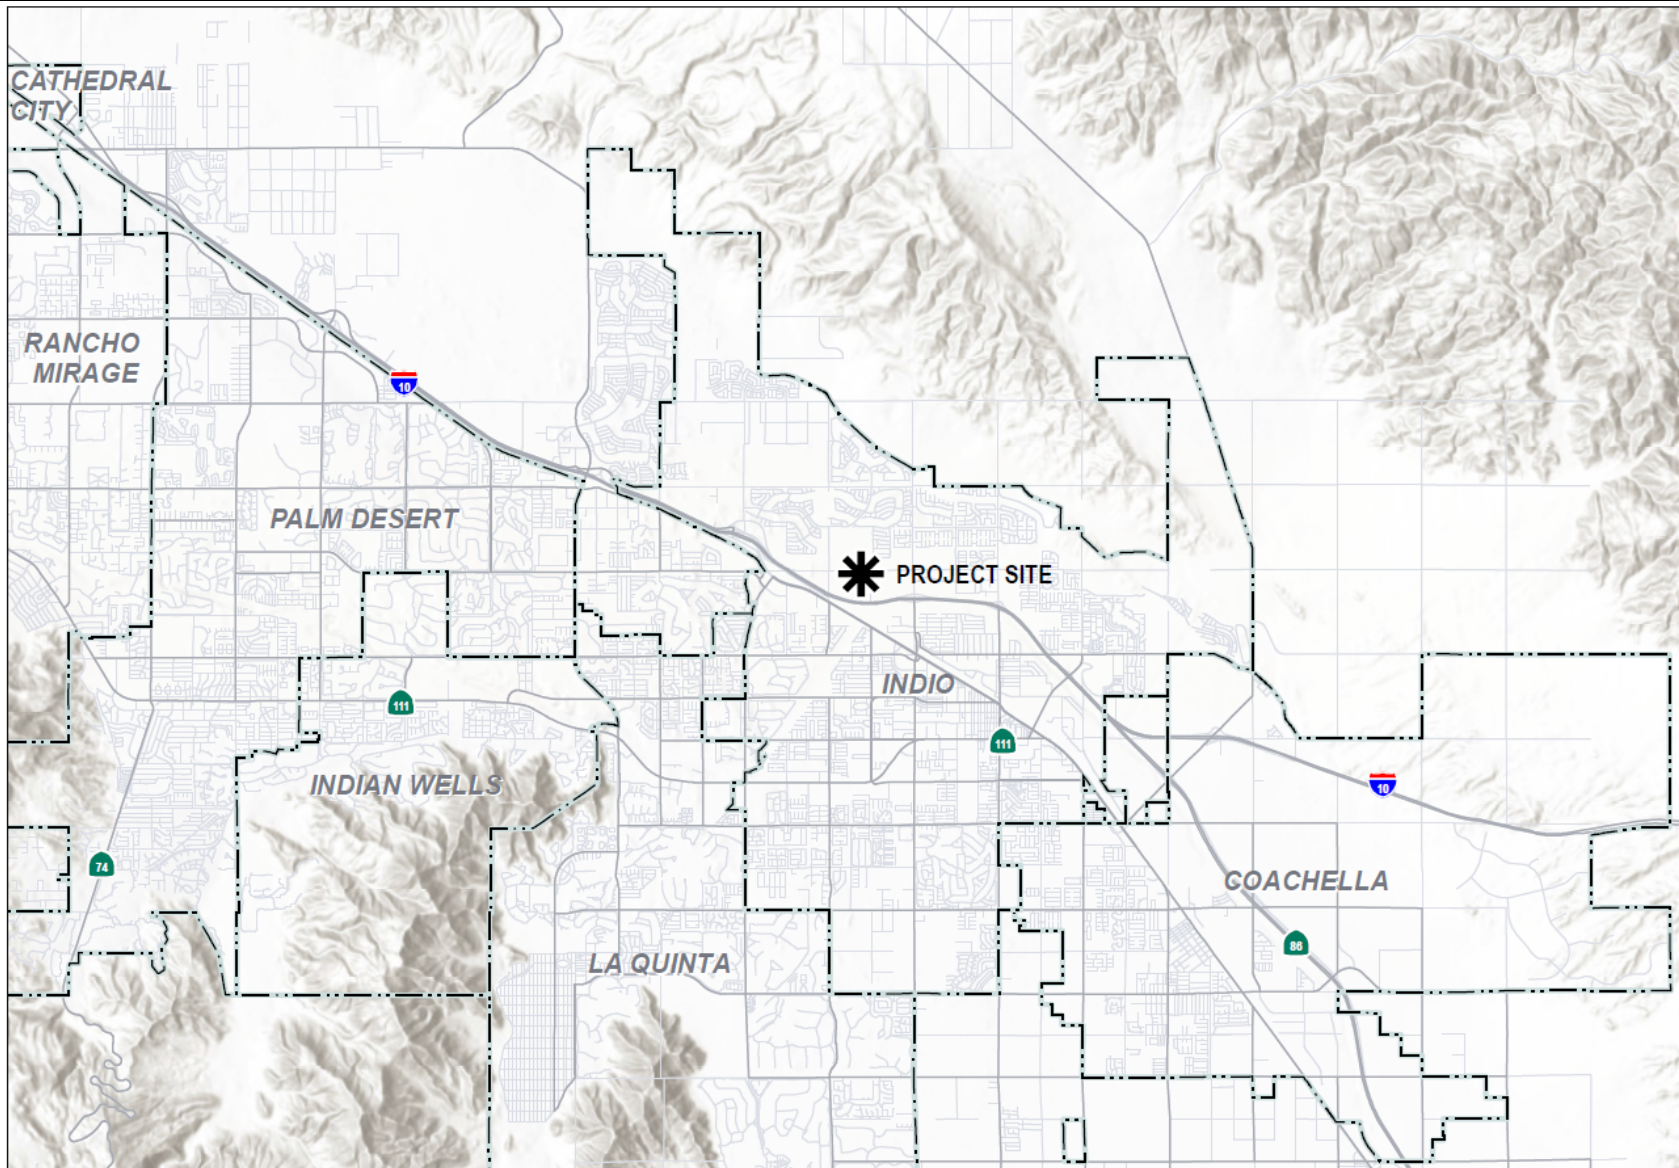 CATHEDRAL
CITY
RANCHO
MIRAGE
10
PALM DESERT
PROJECT SITE
INDIO
111
111
INDIAN WELLS
10
74
COACHELLA
86
LA QUINTA